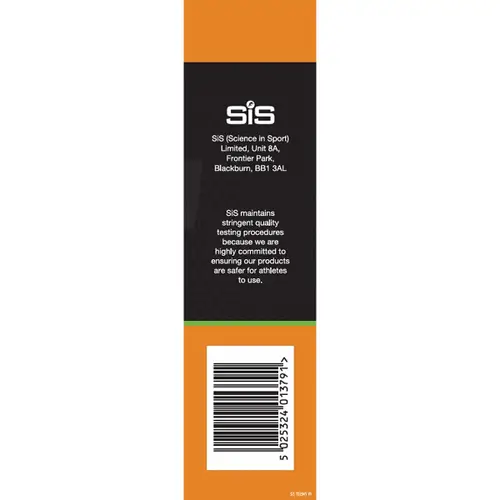 SiS
SiS (Science in Sport)
Limited, Unit 8A,
Frontier Park,
Blackburn, BB1 3AL
SiS maintains
stringent quality
testing procedures
because we are
highly committed to
ensuring our products
are safer for athletes
to use.
5 025324 013791 >